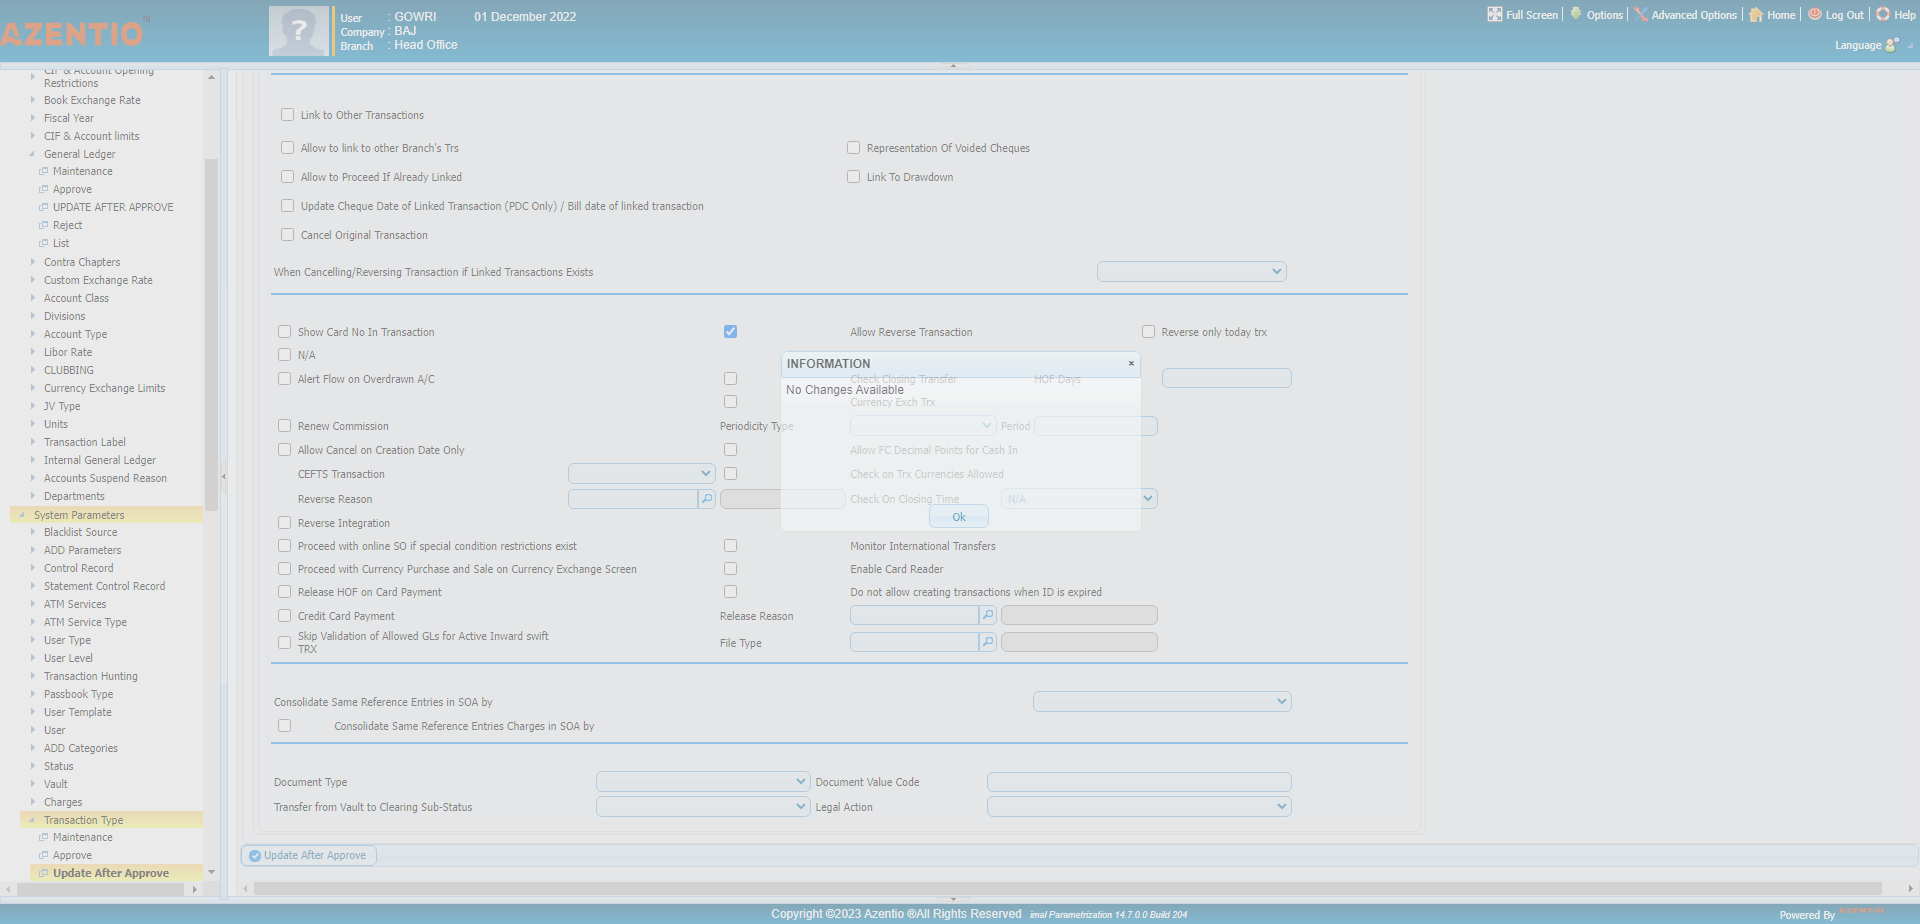 AZENTIO
TM
User : GOWRI 01 December 2022
Company : BAJ
Branch : Head Office
Full Screen Options Advanced Options Home Log Out Help
Language
CIF & Account Opening
Restrictions
Book Exchange Rate
Fiscal Year
CIF & Account limits
General Ledger
Maintenance
Approve
UPDATE AFTER APPROVE
Reject
List
Contra Chapters
Custom Exchange Rate
Account Class
Divisions
Account Type
Libor Rate
CLUBBING
Currency Exchange Limits
JV Type
Units
Transaction Label
Internal General Ledger
Accounts Suspend Reason
Departments
System Parameters
Blacklist Source
ADD Parameters
Control Record
Statement Control Record
ATM Services
ATM Service Type
User Type
User Level
Transaction Hunting
Passbook Type
User Template
User
ADD Categories
Status
Vault
Charges
Transaction Type
Maintenance
Approve
Update After Approve
Link to Other Transactions
Allow to link to other Branch's Trs Representation Of Voided Cheques
Allow to Proceed If Already Linked Link To Drawdown
Update Cheque Date of Linked Transaction (PDC Only) / Bill date of linked transaction
Cancel Original Transaction
When Cancelling/Reversing Transaction if Linked Transactions Exists
Show Card No In Transaction Allow Reverse Transaction Reverse only today trx
N/A
Alert Flow on Overdrawn A/C Check Closing Transfer HOF Days
Currency Exch Trx
Renew Commission Periodicity Type Period
Allow Cancel on Creation Date Only Allow FC Decimal Points for Cash In
CEFTS Transaction Check on Trx Currencies Allowed
Reverse Reason Check On Closing Time N/A
Reverse Integration
Proceed with online SO if special condition restrictions exist Monitor International Transfers
Proceed with Currency Purchase and Sale on Currency Exchange Screen Enable Card Reader
Release HOF on Card Payment Do not allow creating transactions when ID is expired
Credit Card Payment Release Reason
Skip Validation of Allowed GLs for Active Inward swift
TRX File Type
INFORMATION
No Changes Available
Ok
Consolidate Same Reference Entries in SOA by
Consolidate Same Reference Entries Charges in SOA by
Document Type Document Value Code
Transfer from Vault to Clearing Sub-Status Legal Action
Update After Approve
Copyright ©2023 Azentio ®All Rights Reserved imal Parametrization 14.7.0.0 Build 204
Powered By AZENTIO